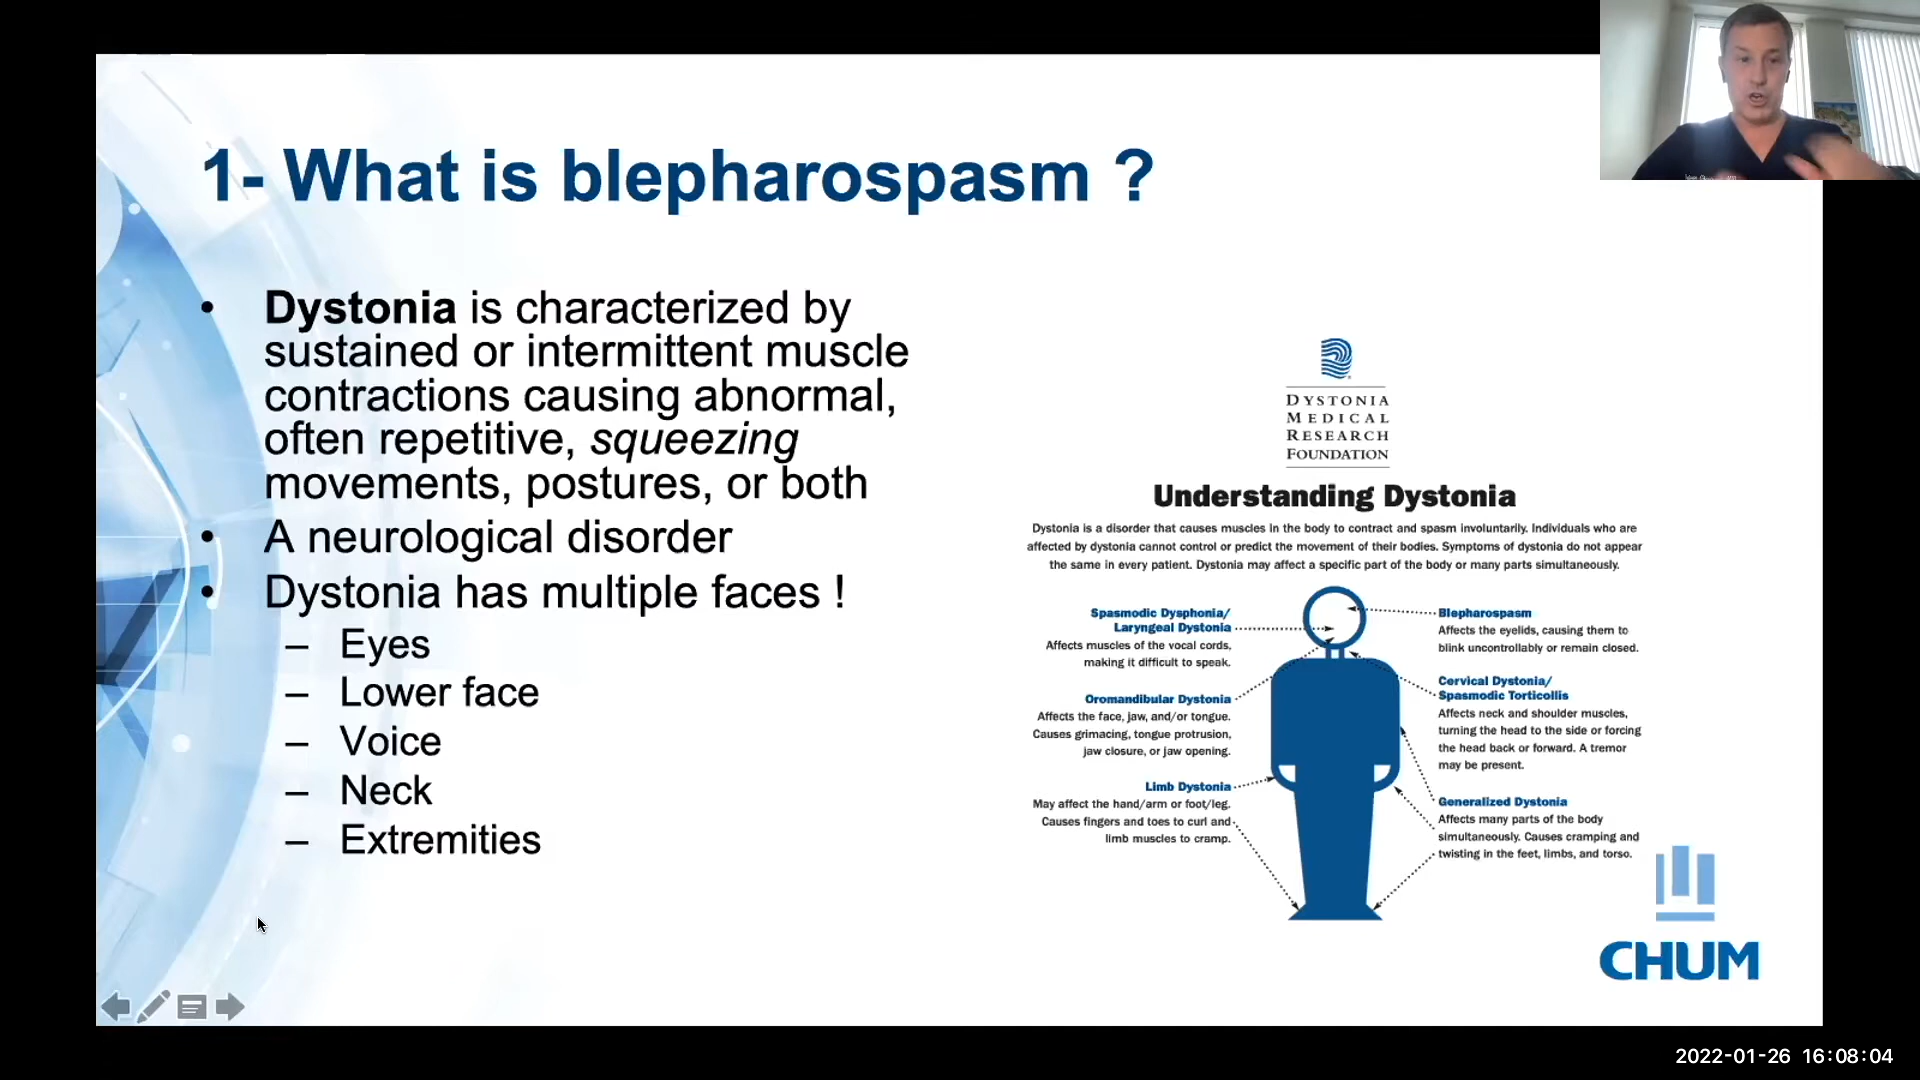 1- What is blepharospasm ?
• Dystonia is characterized by
sustained or intermittent muscle
contractions causing abnormal,
often repetitive, squeezing
movements, postures, or both
• A neurological disorder
• Dystonia has multiple faces !
– Eyes
– Lower face
– Voice
– Neck
– Extremities
DYSTONIA
MEDICAL
RESEARCH
FOUNDATION
Understanding Dystonia
Dystonia is a disorder that causes muscles in the body to contract and spasm involuntarily. Individuals who are
affected by dystonia cannot control or predict the movement of their bodies. Symptoms of dystonia do not appear
the same in every patient. Dystonia may affect a specific part of the body or many parts simultaneously.
Spasmodic Dysphonia/
Laryngeal Dystonia
Affects muscles of the vocal cords,
making it difficult to speak.
Oromandibular Dystonia
Affects the face, jaw, and/or tongue.
Causes grimacing, tongue protrusion,
jaw closure, or jaw opening.
Limb Dystonia
May affect the hand/arm or foot/leg.
Causes fingers and toes to curl and
limb muscles to cramp.
Blepharospasm
Affects the eyelids, causing them to
blink uncontrollably or remain closed.
Cervical Dystonia/
Spasmodic Torticollis
Affects neck and shoulder muscles,
turning the head to the side or forcing
the head back or forward. A tremor
may be present.
Generalized Dystonia
Affects many parts of the body
simultaneously. Causes cramping and
twisting in the feet, limbs, and torso.
CHUM
2022-01-26 16:08:04